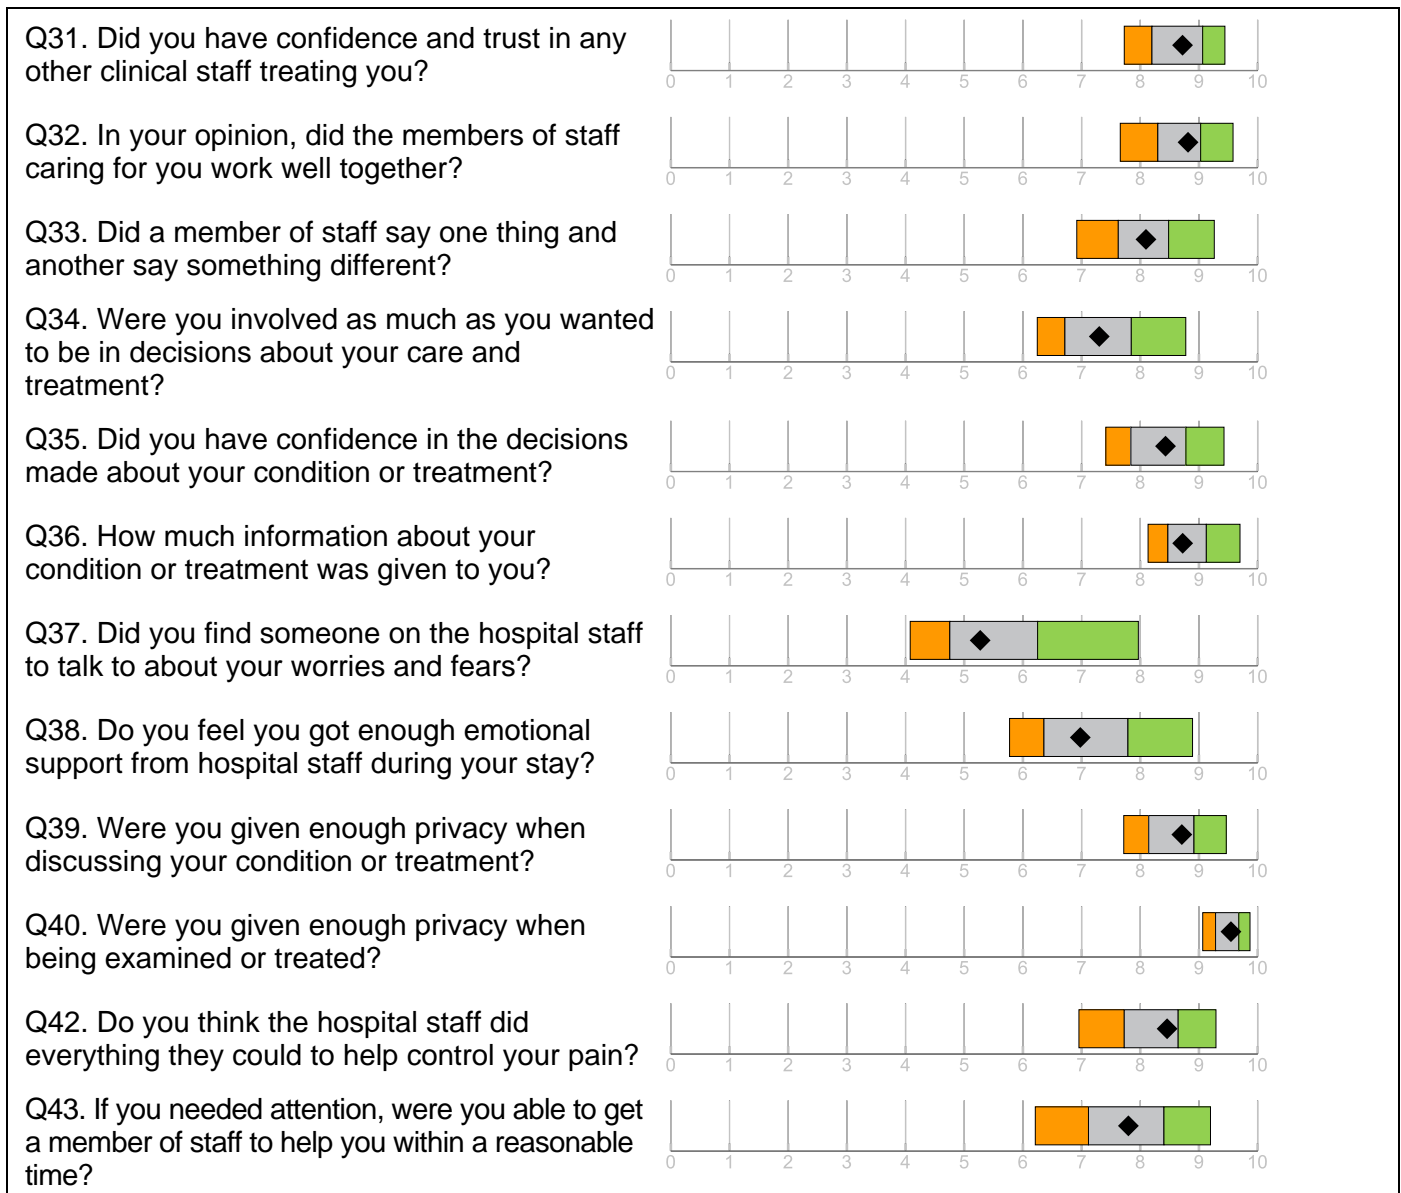 Q31. Did you have confidence and trust in any
other clinical staff treating you?
0 1 2 3 4 5 6 7 8 9 10
Q32. In your opinion, did the members of staff
caring for you work well together?
0 1 2 3 4 5 6 7 8 9 10
Q33. Did a member of staff say one thing and
another say something different?
0 1 2 3 4 5 6 7 8 9 10
Q34. Were you involved as much as you wanted
to be in decisions about your care and
treatment?
0 1 2 3 4 5 6 7 8 9 10
Q35. Did you have confidence in the decisions
made about your condition or treatment?
0 1 2 3 4 5 6 7 8 9 10
Q36. How much information about your
condition or treatment was given to you?
0 1 2 3 4 5 6 7 8 9 10
Q37. Did you find someone on the hospital staff
to talk to about your worries and fears?
0 1 2 3 4 5 6 7 8 9 10
Q38. Do you feel you got enough emotional
support from hospital staff during your stay?
0 1 2 3 4 5 6 7 8 9 10
Q39. Were you given enough privacy when
discussing your condition or treatment?
0 1 2 3 4 5 6 7 8 9 10
Q40. Were you given enough privacy when
being examined or treated?
0 1 2 3 4 5 6 7 8 9 10
Q42. Do you think the hospital staff did
everything they could to help control your pain?
0 1 2 3 4 5 6 7 8 9 10
Q43. If you needed attention, were you able to get
a member of staff to help you within a reasonable
time?
0 1 2 3 4 5 6 7 8 9 10